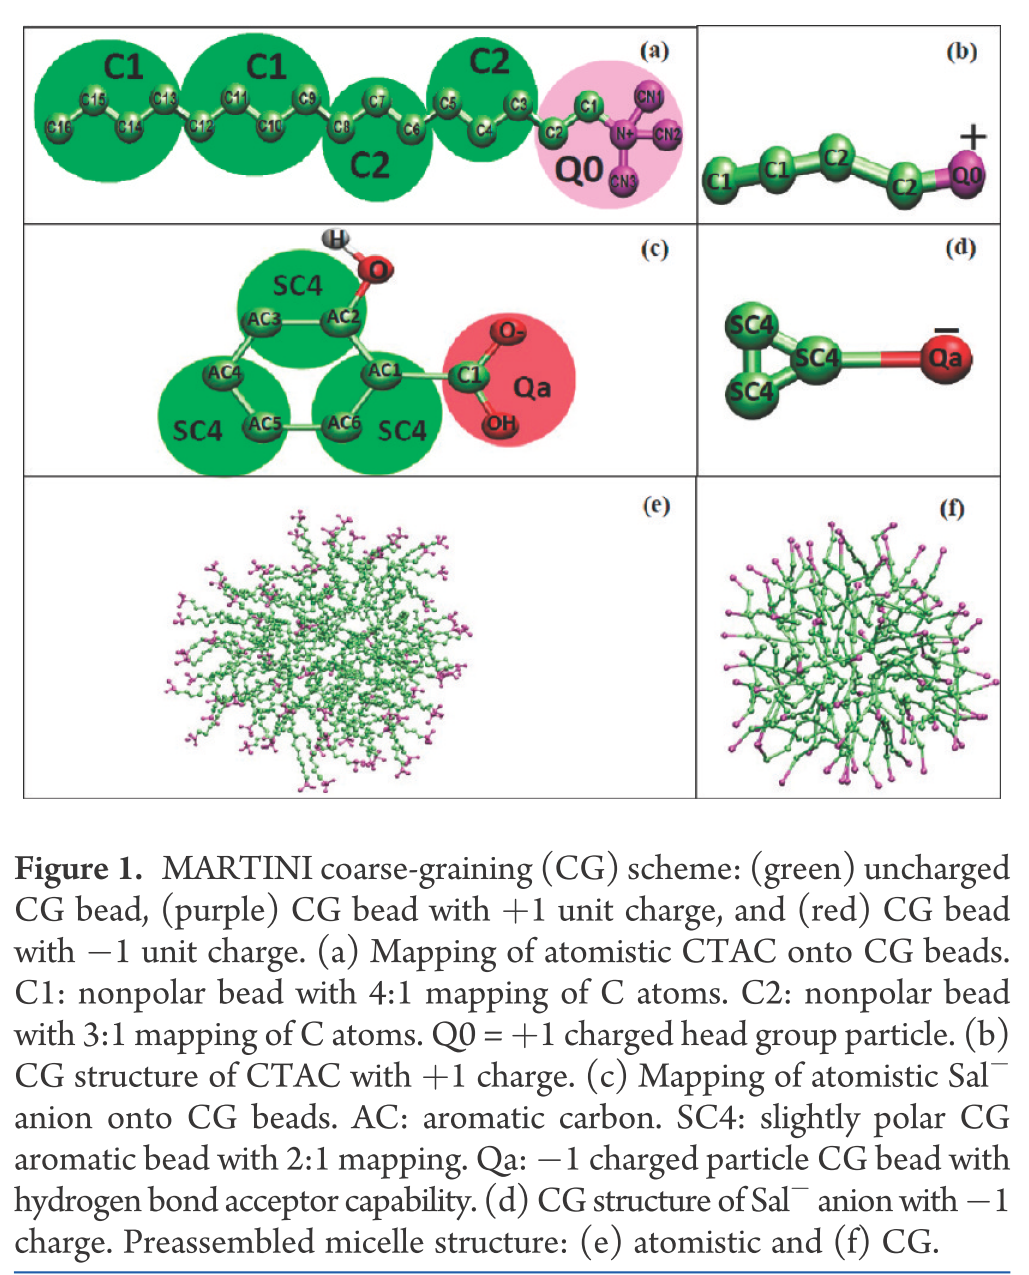 C1 C1 C2 (a)
C15 C13 C11 C9 C7 C5 C3 C1 CN1
C16 C14 C12 C10 C8 C6 C4 C2 N+ CN2
C2 Q0 CN3
(b)
+
C1 C1 C2 C2 Q0
(c)
H
O
SC4
AC3 AC2
O-
AC4 AC1 C1 Qa
SC4 AC5 AC6 SC4 OH
(d)
SC4 –
SC4 Qa
SC4
(e)
(f)
Figure 1. MARTINI coarse-graining (CG) scheme: (green) uncharged
CG bead, (purple) CG bead with +1 unit charge, and (red) CG bead
with −1 unit charge. (a) Mapping of atomistic CTAC onto CG beads.
C1: nonpolar bead with 4:1 mapping of C atoms. C2: nonpolar bead
with 3:1 mapping of C atoms. Q0 = +1 charged head group particle. (b)
CG structure of CTAC with +1 charge. (c) Mapping of atomistic Sal⁻
anion onto CG beads. AC: aromatic carbon. SC4: slightly polar CG
aromatic bead with 2:1 mapping. Qa: −1 charged particle CG bead with
hydrogen bond acceptor capability. (d) CG structure of Sal⁻ anion with −1
charge. Preassembled micelle structure: (e) atomistic and (f) CG.